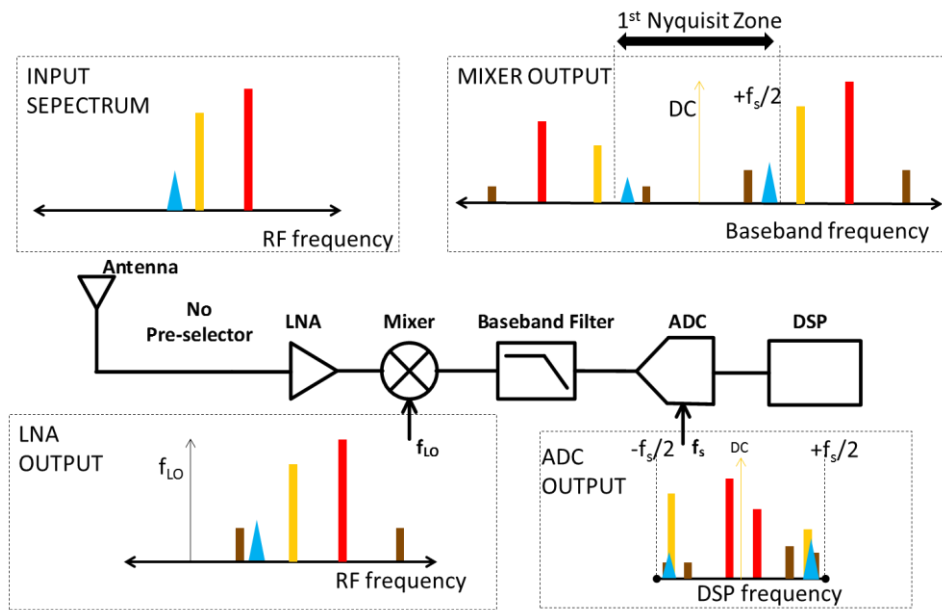 1st Nyquisit Zone
INPUT
SEPECTRUM
RF frequency
MIXER OUTPUT
DC
+fs/2
Baseband frequency
Antenna
No
Pre-selector
LNA
Mixer
Baseband Filter
ADC
DSP
fLO
fs
LNA
OUTPUT
fLO
RF frequency
ADC
OUTPUT
-fs/2
DC
+fs/2
DSP frequency